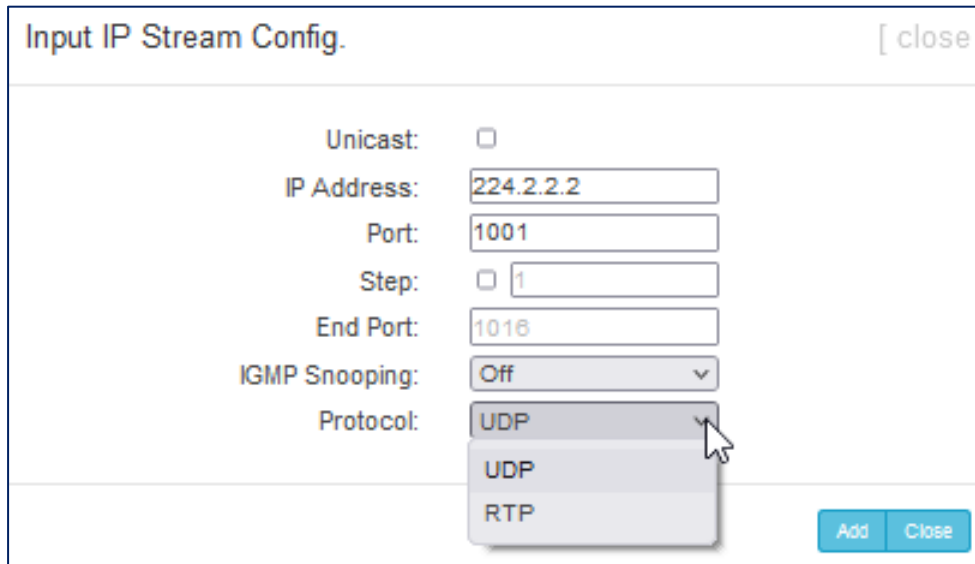 Input IP Stream Config. [ close
Unicast:
IP Address: 224.2.2.2
Port: 1001
Step: 1
End Port: 1016
IGMP Snooping: Off
Protocol: UDP
UDP
RTP
Add Close